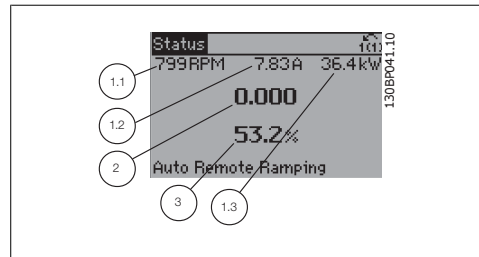 Status 1(1)
799RPM 7.83A 36.4kW
0.000
53.2%
Auto Remote Ramping
1.1
1.2
2
3
1.3
130BP041.10